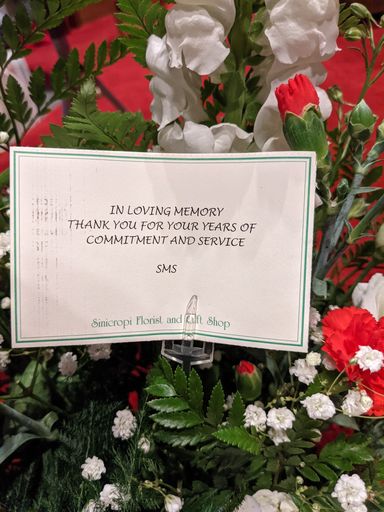 IN LOVING MEMORY
THANK YOU FOR YOUR YEARS OF
COMMITMENT AND SERVICE
SMS
Sinicropi Florist and Gift Shop